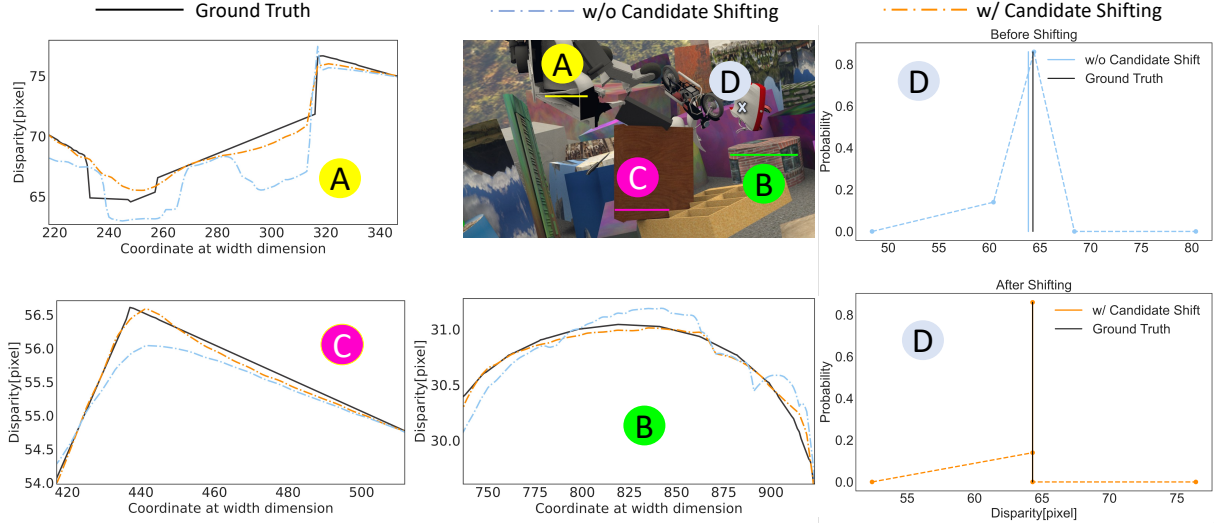 Ground Truth
w/o Candidate Shifting
w/ Candidate Shifting
Disparity[pixel]
75
70
65
220 240 260 280 300 320 340
Coordinate at width dimension
A
A
D
X
C
B
Before Shifting
w/o Candidate Shift
Ground Truth
D
Probability
0.8
0.6
0.4
0.2
0.0
50 55 60 65 70 75 80
Disparity[pixel]
56.5
56.0
55.5
55.0
54.5
54.0
420 440 460 480 500
Coordinate at width dimension
C
Disparity[pixel]
31.0
30.5
30.0
750 775 800 825 850 875 900
Coordinate at width dimension
B
After Shifting
w/ Candidate Shift
Ground Truth
D
Probability
0.8
0.6
0.4
0.2
0.0
55 60 65 70 75
Disparity[pixel]